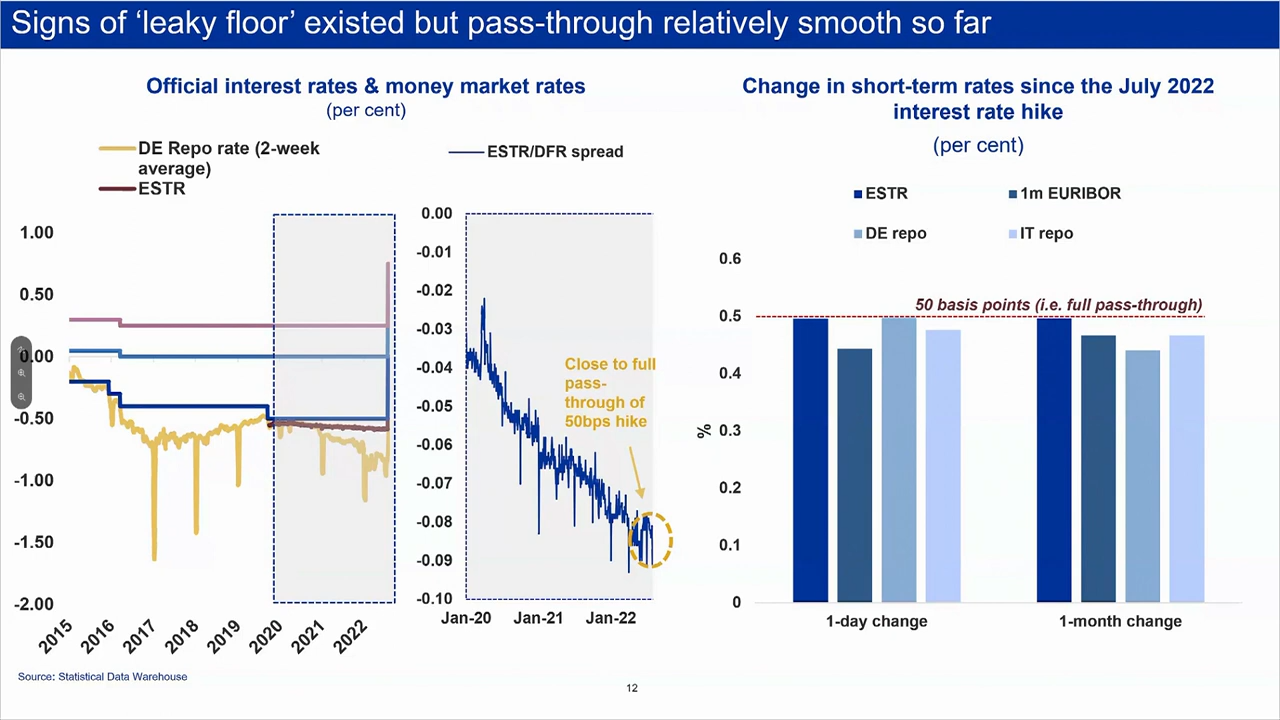 Signs of ‘leaky floor’ existed but pass-through relatively smooth so far
Official interest rates & money market rates
(per cent)
DE Repo rate (2-week
average)
ESTR
1.00
0.50
0.00
-0.50
-1.00
-1.50
-2.00
2015
2016
2017
2018
2019
2020
2021
2022
ESTR/DFR spread
0.00
-0.01
-0.02
-0.03
-0.04
-0.05
-0.06
-0.07
-0.08
-0.09
-0.10
Close to full
pass-
through of
50bps hike
Jan-20
Jan-21
Jan-22
Change in short-term rates since the July 2022
interest rate hike
(per cent)
ESTR
1m EURIBOR
DE repo
IT repo
%
0.6
0.5
0.4
0.3
0.2
0.1
0
50 basis points (i.e. full pass-through)
1-day change
1-month change
Source: Statistical Data Warehouse
12